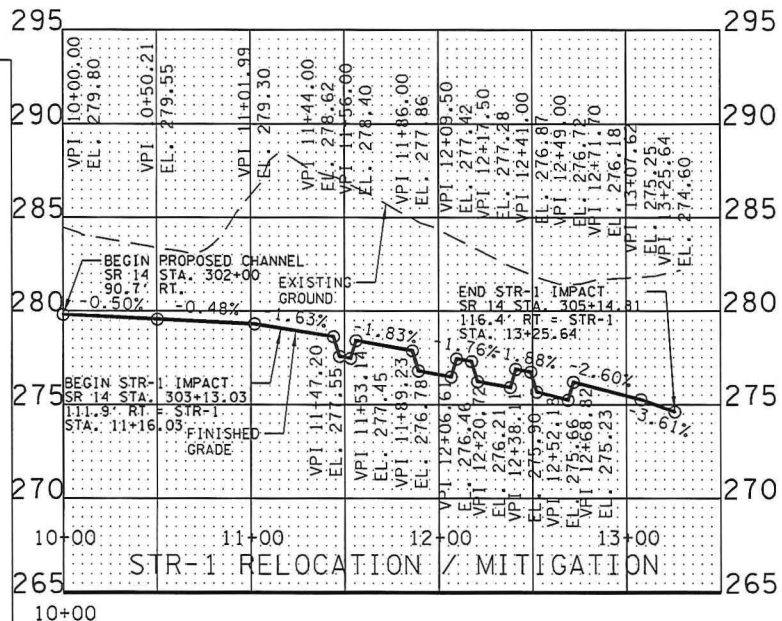 295
290
285
280
275
270
265
295
290
285
280
275
270
265
VPI 10+00.00
EL. 279.80
VPI 0+50.21
EL. 279.55
VPI 11+01.99
EL. 279.30
VPI 11+44.00
EL. 278.62
VPI 11+56.00
EL. 278.40
VPI 11+86.00
EL. 277.86
VPI 12+09.50
EL. 277.42
VPI 12+17.50
EL. 277.28
VPI 12+41.00
EL. 276.87
VPI 12+49.00
EL. 276.72
VPI 12+71.70
EL. 276.18
VPI 13+07.62
EL. 275.25
VPI 13+25.64
EL. 274.60
BEGIN PROPOSED CHANNEL
SR 14 STA. 302+00
90.7' RT.
EXISTING
GROUND
END STR-1 IMPACT
SR 14 STA. 305+14.81
116.4' RT = STR-1
STA. 13+25.64
-0.50%
-0.48%
-1.63%
-1.83%
-1.76%
-1.88%
2.60%
-3.61%
BEGIN STR-1 IMPACT
SR 14 STA. 303+13.03
111.9' RT = STR-1
STA. 11+16.03
FINISHED
GRADE
VPI 11+47.20
EL. 277.55
VPI 11+53.14
EL. 277.45
VPI 11+89.23
EL. 276.78
VPI 12+06.6
EL. 276.46
VPI 12+20.72
EL. 276.21
VPI 12+38.1
EL. 275.90
VPI 12+52.1
EL. 275.66
VPI 12+68.32
EL. 275.23
10+00
11+00
12+00
13+00
STR-1 RELOCATION / MITIGATION
10+00